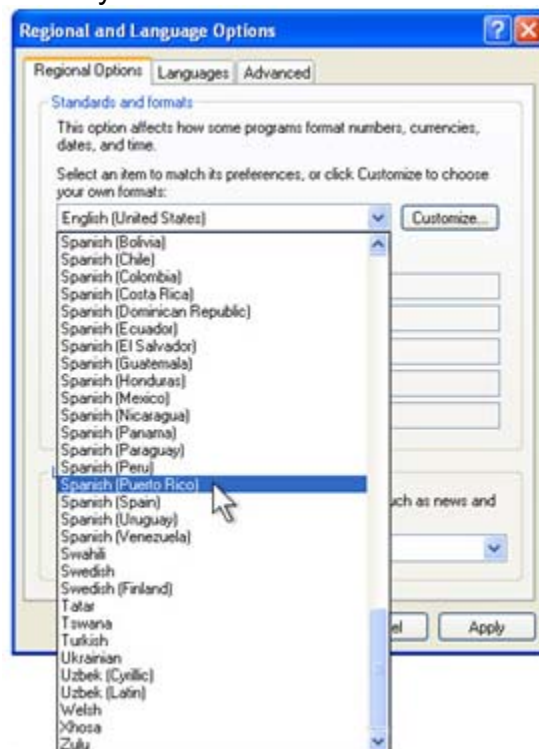 Regional and Language Options
Regional Options Languages Advanced
Standards and formats
This option affects how some programs format numbers, currencies,
dates, and time.
Select an item to match its preferences, or click Customize to choose
your own formats:
English (United States) Customize...
Spanish (Bolivia)
Spanish (Chile)
Spanish (Colombia)
Spanish (Costa Rica)
Spanish (Dominican Republic)
Spanish (Ecuador)
Spanish (El Salvador)
Spanish (Guatemala)
Spanish (Honduras)
Spanish (Mexico)
Spanish (Nicaragua)
Spanish (Panama)
Spanish (Paraguay)
Spanish (Peru)
Spanish (Puerto Rico)
Spanish (Spain) such as news and
Spanish (Uruguay)
Spanish (Venezuela)
Swahili
Swedish
Swedish (Finland)
Tatar
Tswana el Apply
Turkish
Ukrainian
Uzbek (Cyrillic)
Uzbek (Latin)
Welsh
Xhosa
Zulu